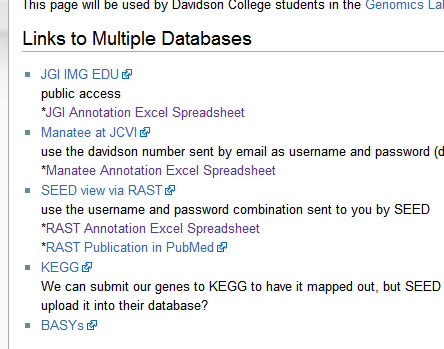 This page will be used by Davidson College students in the Genomics La
Links to Multiple Databases
JGI IMG EDU
public access
*JGI Annotation Excel Spreadsheet
Manatee at JCVI
use the davidson number sent by email as username and password (d
*Manatee Annotation Excel Spreadsheet
SEED view via RAST
use the username and password combination sent to you by SEED
*RAST Annotation Excel Spreadsheet
*RAST Publication in PubMed
KEGG
We can submit our genes to KEGG to have it mapped out, but SEED
upload it into their database?
BASYs